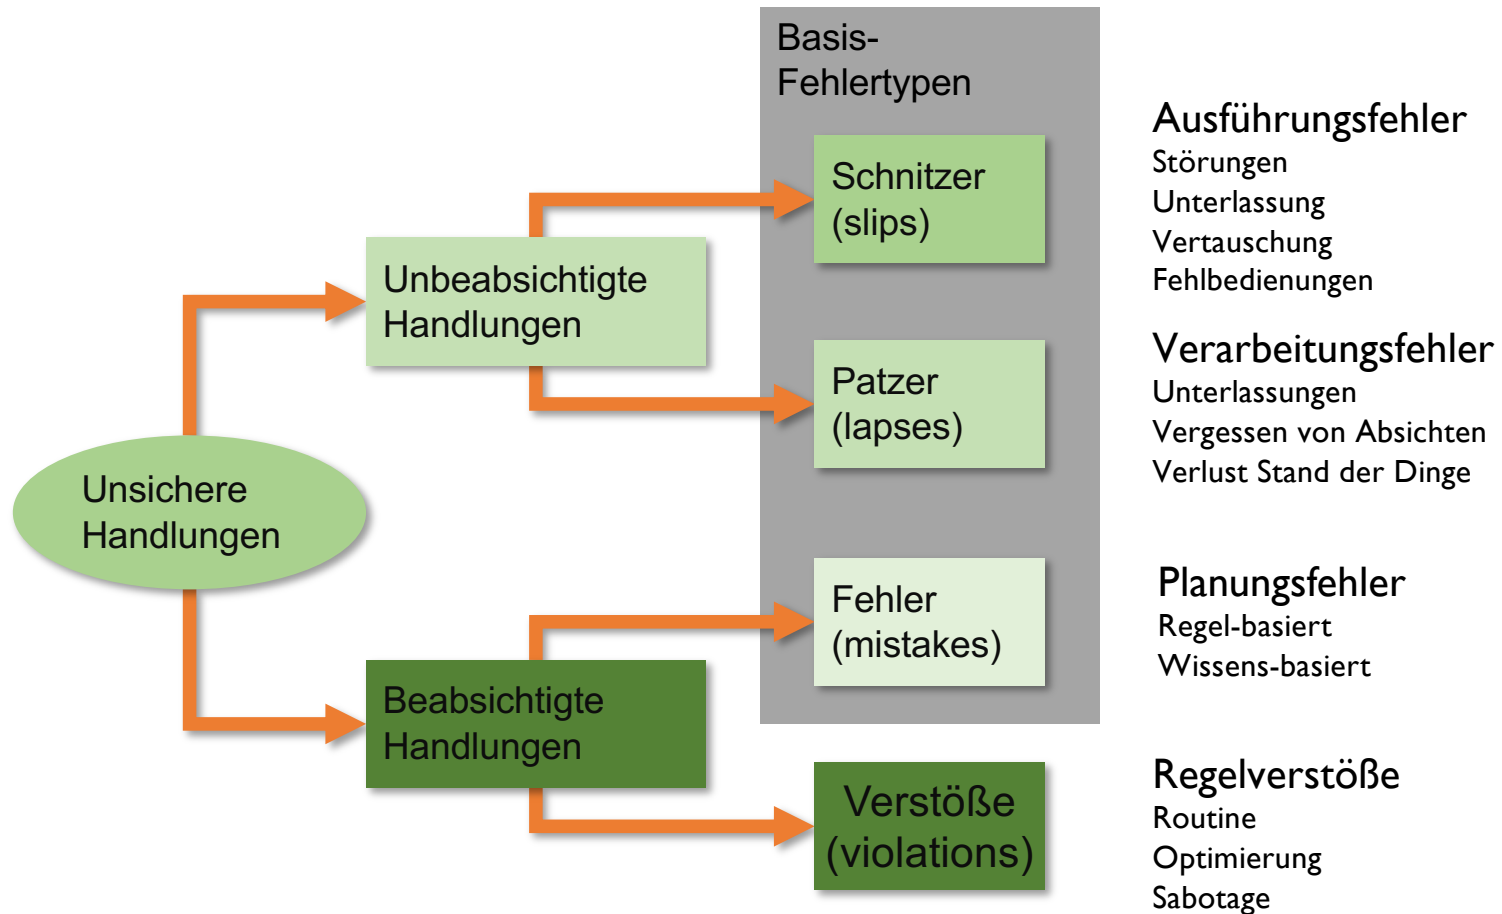 Basis-
Fehlertypen
Schnitzer
(slips)
Ausführungsfehler
Störungen
Unterlassung
Vertauschung
Fehlbedienungen
Unbeabsichtigte
Handlungen
Patzer
(lapses)
Verarbeitungsfehler
Unterlassungen
Vergessen von Absichten
Verlust Stand der Dinge
Unsichere
Handlungen
Fehler
(mistakes)
Planungsfehler
Regel-basiert
Wissens-basiert
Beabsichtigte
Handlungen
Verstöße
(violations)
Regelverstöße
Routine
Optimierung
Sabotage